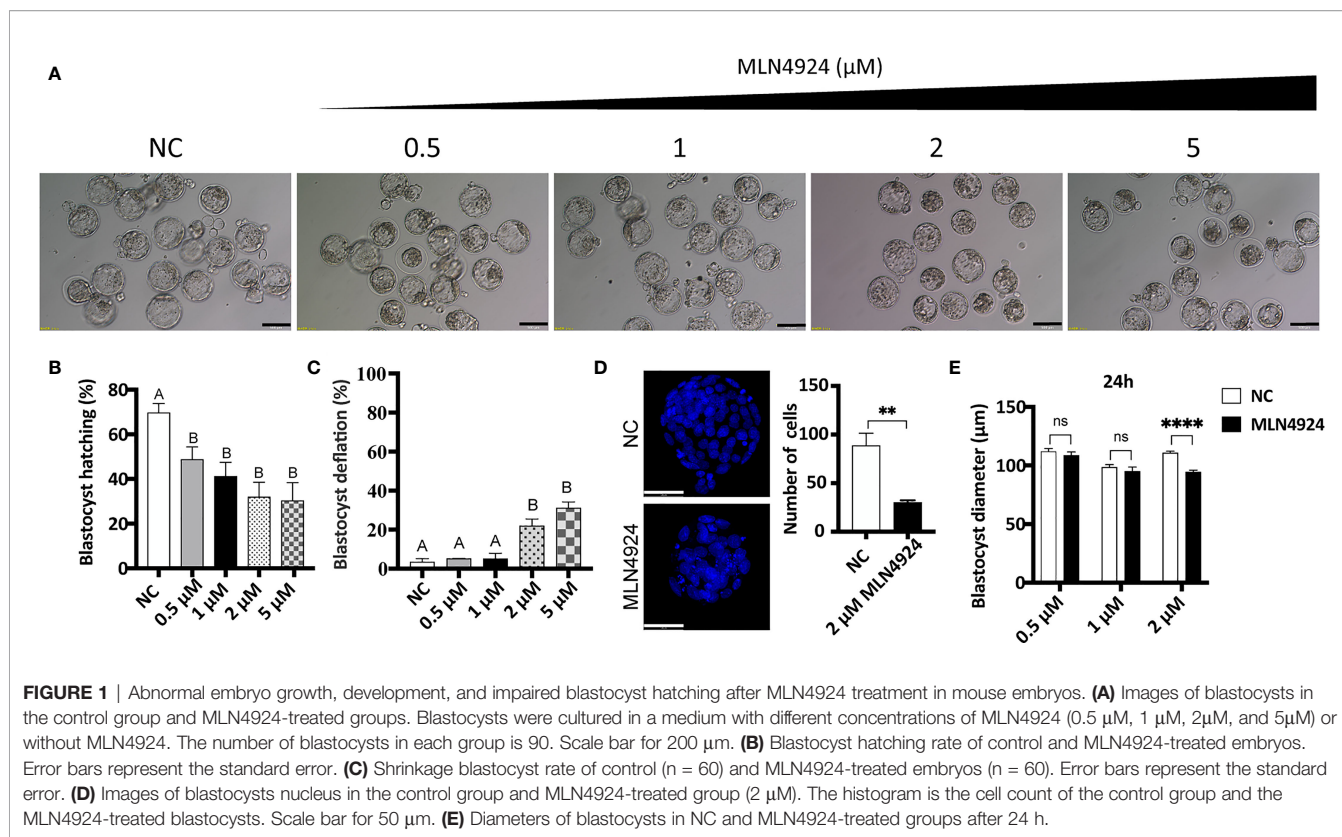 A
MLN4924 (μM)
NC
0.5
1
2
5
B
Blastocyst hatching (%)
80
60
40
20
0
A
B
B
B
B
NC
0.5 μM
1 μM
2 μM
5 μM
C
Blastocyst deflation (%)
100
80
60
40
20
0
A
A
A
B
B
NC
0.5 μM
1 μM
2 μM
5 μM
D
NC
MLN4924
Number of cells
150
100
50
0
**
NC
2 μM MLN4924
E
24h
Blastocyst diameter (μm)
150
100
50
0
ns
ns
****
0.5 μM
1 μM
2 μM
NC
MLN4924
FIGURE 1 | Abnormal embryo growth, development, and impaired blastocyst hatching after MLN4924 treatment in mouse embryos. (A) Images of blastocysts in
the control group and MLN4924-treated groups. Blastocysts were cultured in a medium with different concentrations of MLN4924 (0.5 μM, 1 μM, 2μM, and 5μM) or
without MLN4924. The number of blastocysts in each group is 90. Scale bar for 200 μm. (B) Blastocyst hatching rate of control and MLN4924-treated embryos.
Error bars represent the standard error. (C) Shrinkage blastocyst rate of control (n = 60) and MLN4924-treated embryos (n = 60). Error bars represent the standard
error. (D) Images of blastocysts nucleus in the control group and MLN4924-treated group (2 μM). The histogram is the cell count of the control group and the
MLN4924-treated blastocysts. Scale bar for 50 μm. (E) Diameters of blastocysts in NC and MLN4924-treated groups after 24 h.